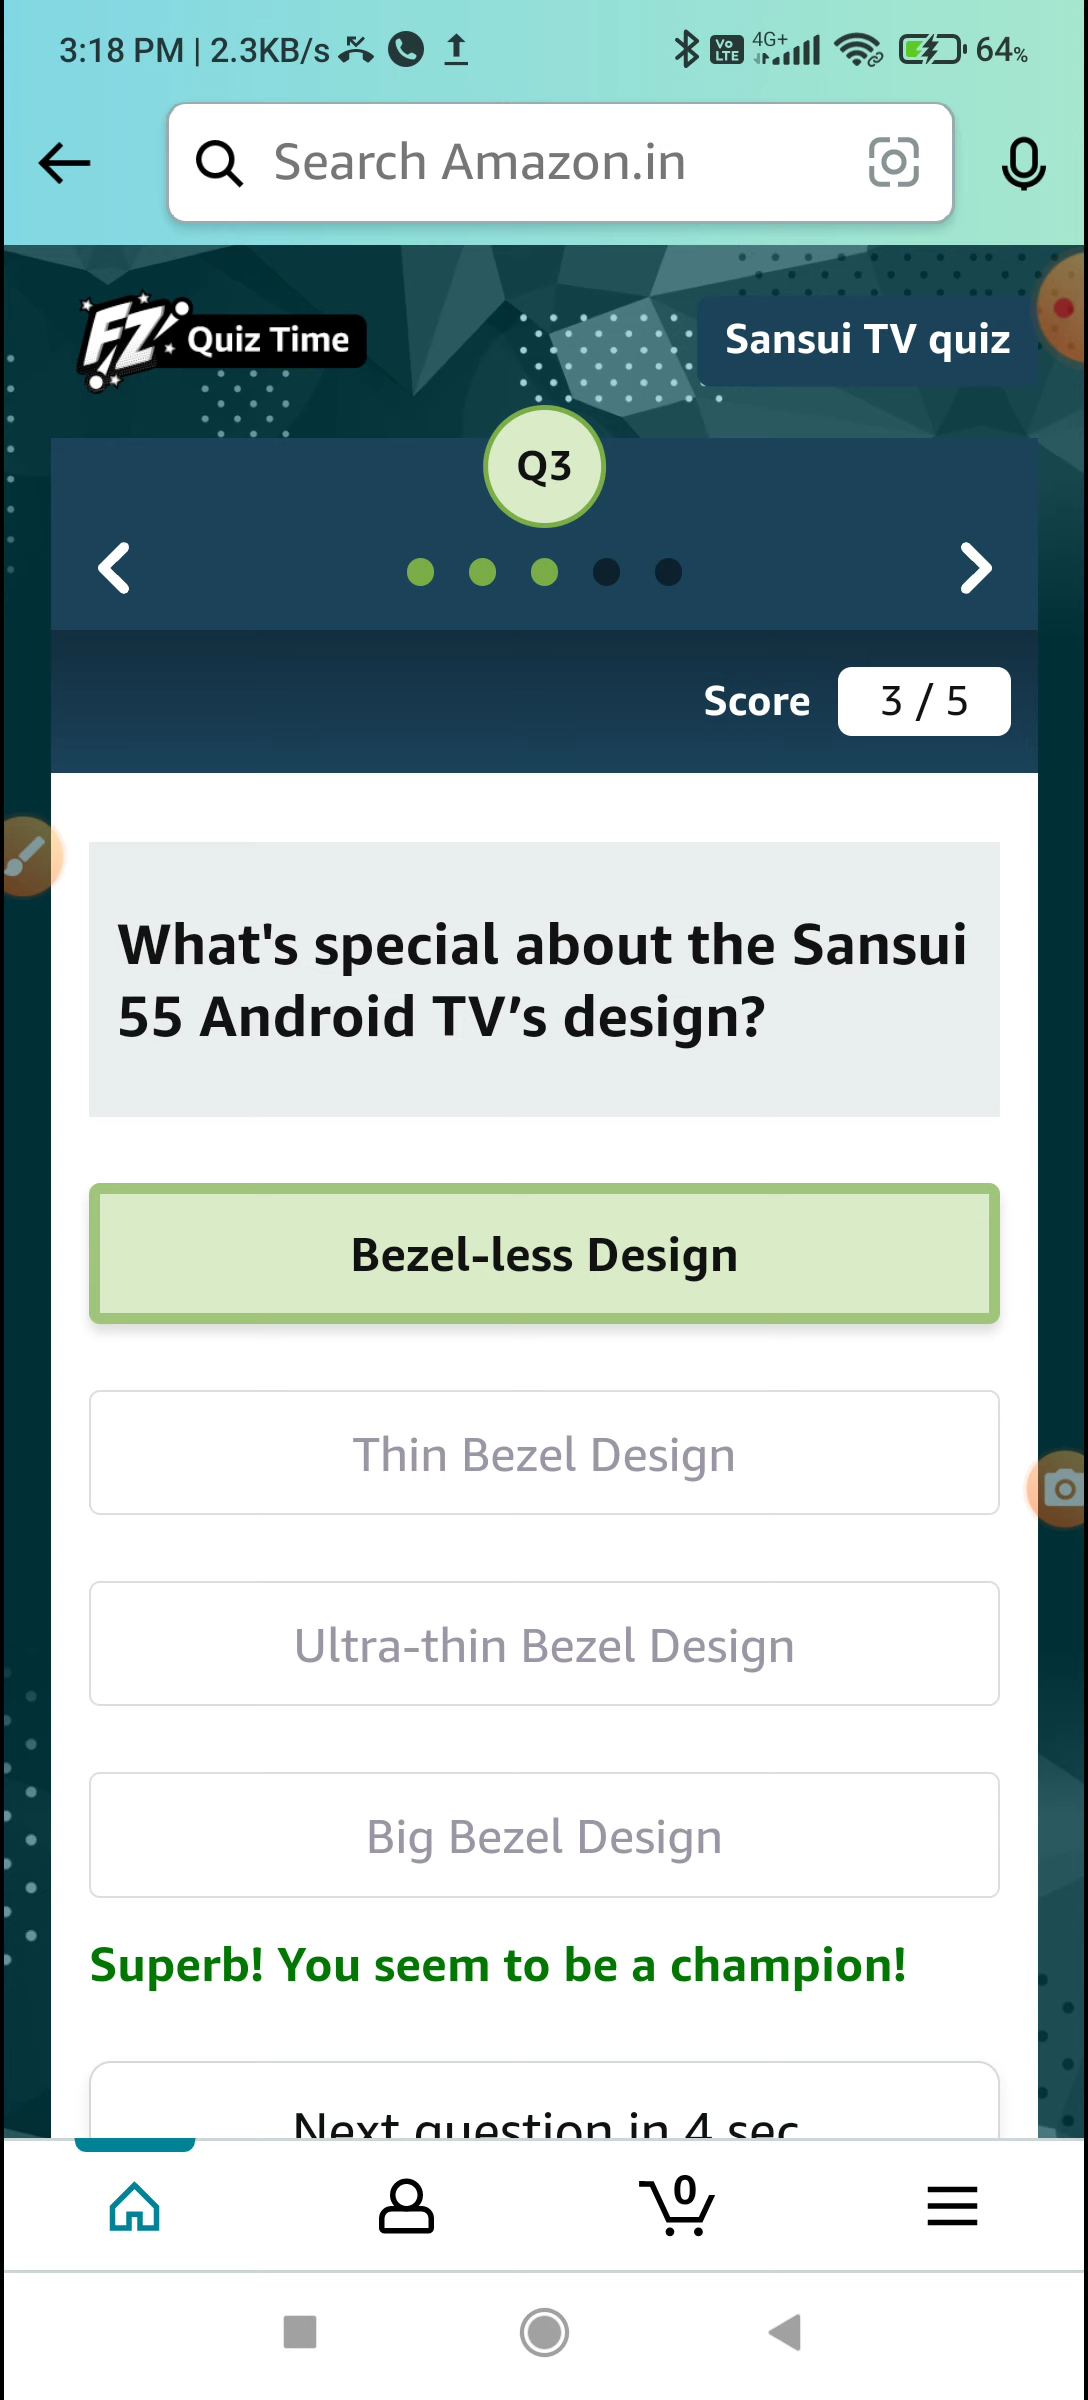 3:18 PM | 2.3KB/s Vo LTE 4G+ 64%
Search Amazon.in
FZ Quiz Time
Sansui TV quiz
Q3
Score 3 / 5
What's special about the Sansui
55 Android TV’s design?
Bezel-less Design
Thin Bezel Design
Ultra-thin Bezel Design
Big Bezel Design
Superb! You seem to be a champion!
Next question in 4 sec
0